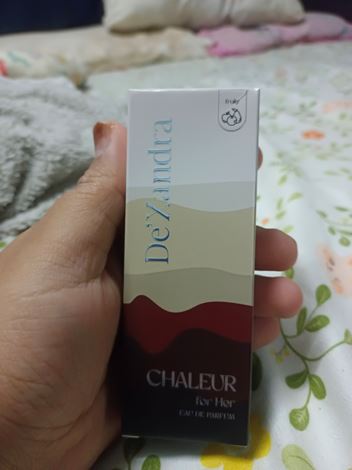 Fruity
De'Xandra
CHALEUR
for Her
EAU DE PARFUM